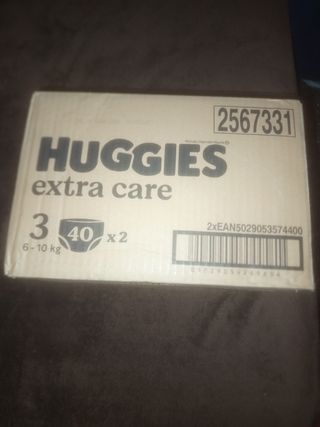 2567331
HUGGIES
extra care
3
40 x 2
6 - 10 kg
2xEAN5029053574400